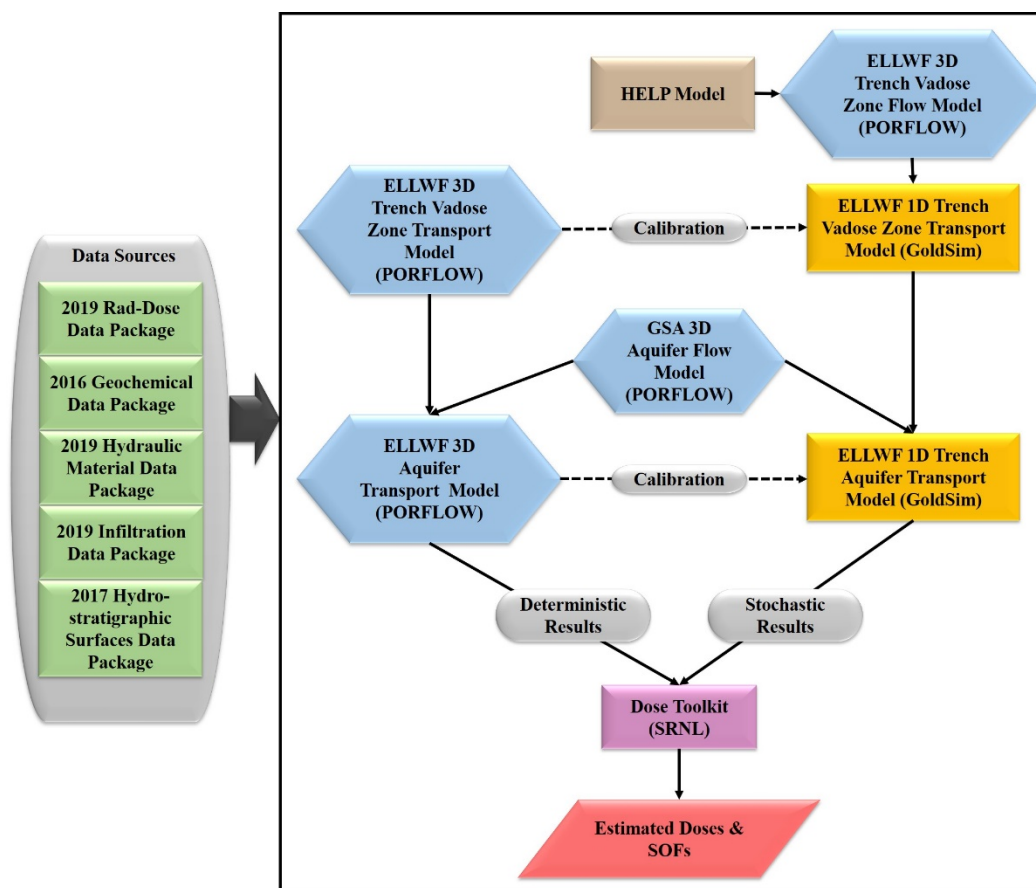 Data Sources
2019 Rad-Dose
Data Package
2016 Geochemical
Data Package
2019 Hydraulic
Material Data
Package
2019 Infiltration
Data Package
2017 Hydro-
stratigraphic
Surfaces Data
Package
HELP Model
ELLWF 3D
Trench Vadose
Zone Flow Model
(PORFLOW)
ELLWF 3D
Trench Vadose
Zone Transport
Model
(PORFLOW)
Calibration
ELLWF 1D Trench
Vadose Zone Transport
Model (GoldSim)
GSA 3D
Aquifer Flow
Model
(PORFLOW)
ELLWF 3D
Aquifer
Transport Model
(PORFLOW)
Calibration
ELLWF 1D Trench
Aquifer Transport
Model (GoldSim)
Deterministic
Results
Stochastic
Results
Dose Toolkit
(SRNL)
Estimated Doses &
SOFs